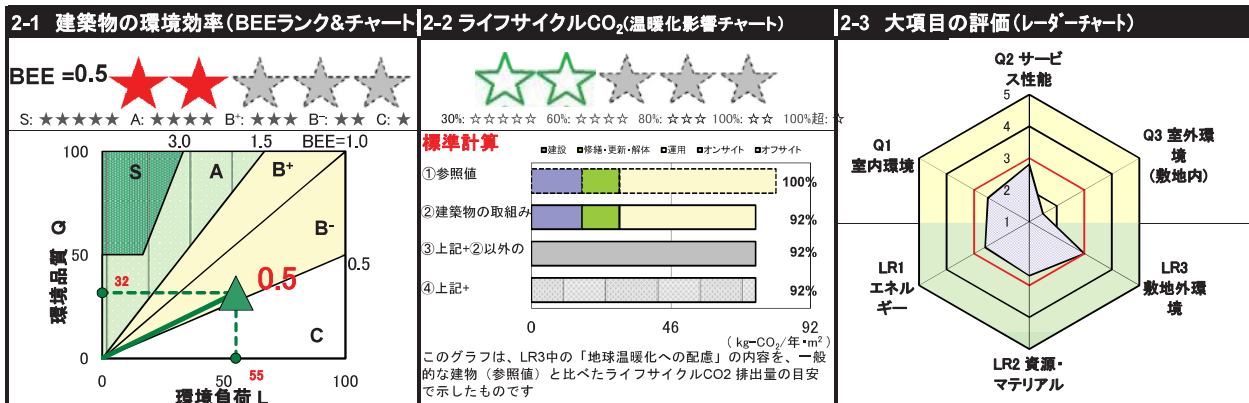 2-1 建築物の環境効率(BEEランク&チャート
BEE =0.5
S: ★★★★★ A: ★★★★ B⁺: ★★★ B⁻: ★★ C: ★
3.0
1.5
BEE=1.0
100
S
A
B⁺
B⁻
50
0.5
0.5
32
環境品質 Q
C
0
0
50
55
100
環境負荷 L
2-2 ライフサイクルCO₂(温暖化影響チャート)
30%: ☆☆☆☆☆ 60%: ☆☆☆☆ 80%: ☆☆☆ 100%: ☆☆ 100%超: ☆
標準計算
■建設 ■修繕・更新・解体 ■運用 ■オンサイト ■オフサイト
①参照値
100%
②建築物の取組み
92%
③上記+②以外の
92%
④上記+
92%
0
46
92
( kg-CO₂/年・m² )
このグラフは、LR3中の「地球温暖化への配慮」の内容を、一般
的な建物(参照値)と比べたライフサイクルCO2 排出量の目安
で示したものです
2-3 大項目の評価(レーダーチャート)
Q2 サービ
ス性能
5
4
3
2
1
Q1
室内環境
Q3 室外環
境
(敷地内)
LR1
エネル
ギー
LR3
敷地外環
境
LR2 資源・
マテリアル